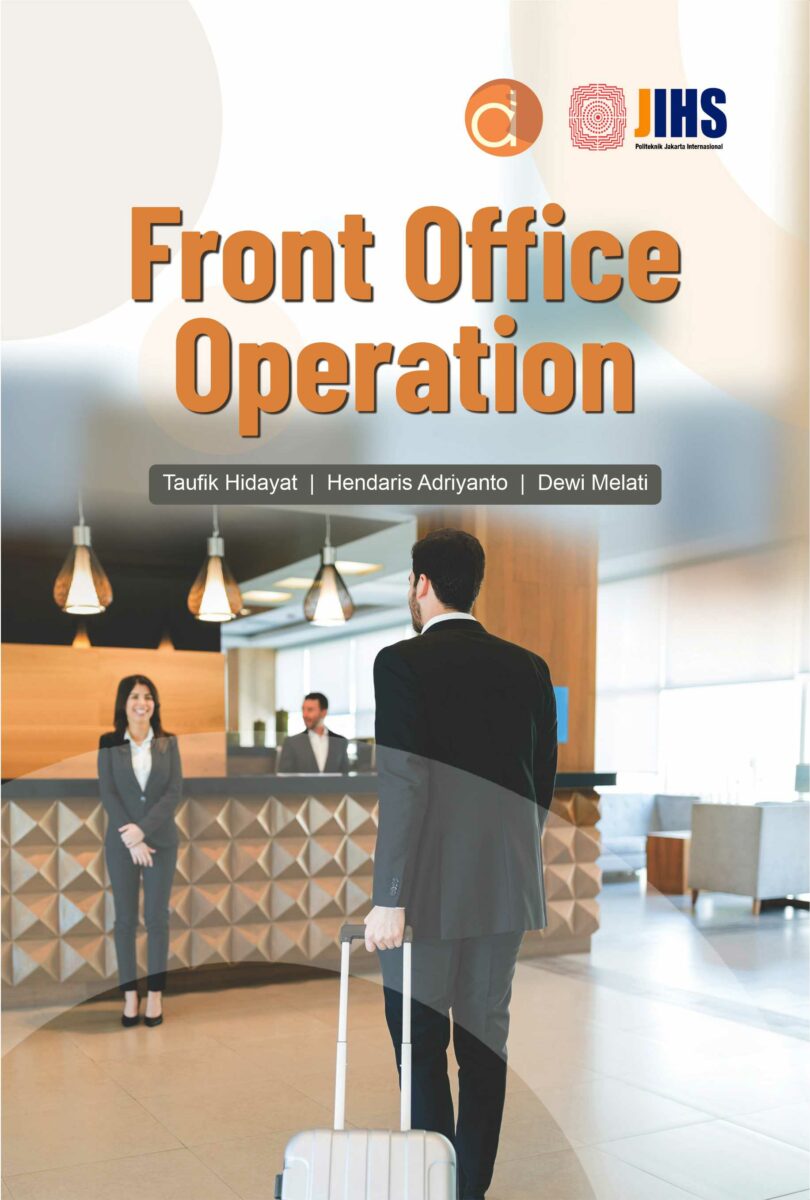 JIHS
Politeknik Jakarta Internasional
Front Office
Operation
Taufik Hidayat | Hendaris Adriyanto | Dewi Melati